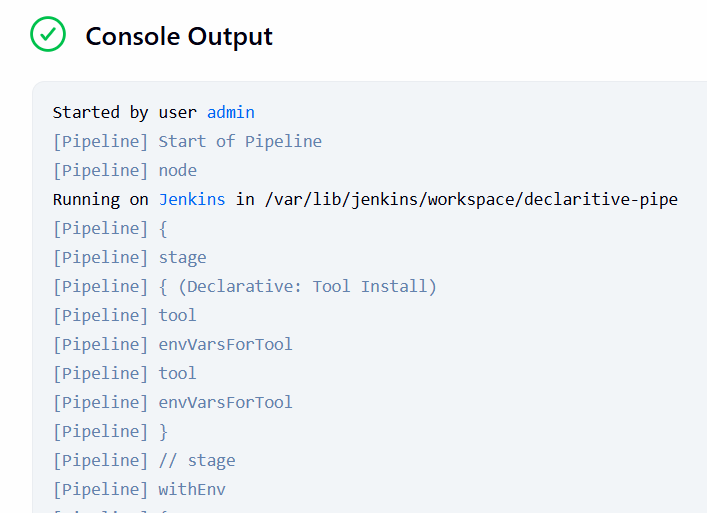 Console Output
Started by user admin
[Pipeline] Start of Pipeline
[Pipeline] node
Running on Jenkins in /var/lib/jenkins/workspace/declaritive-pipe
[Pipeline] {
[Pipeline] stage
[Pipeline] { (Declarative: Tool Install)
[Pipeline] tool
[Pipeline] envVarsForTool
[Pipeline] tool
[Pipeline] envVarsForTool
[Pipeline] }
[Pipeline] // stage
[Pipeline] withEnv